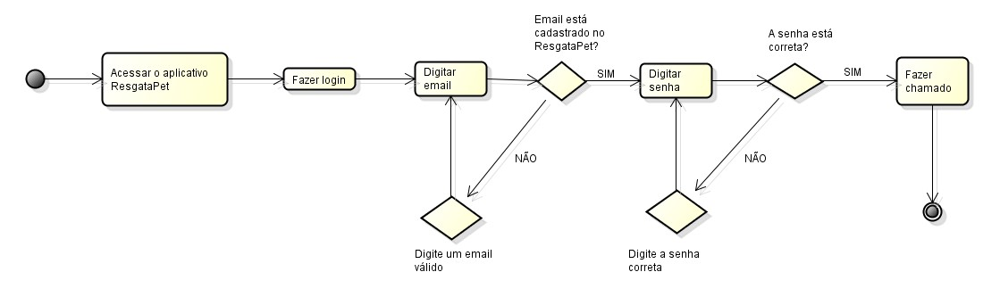 Acessar o aplicativo
ResgataPet
Fazer login
Digitar
email
Email está
cadastrado no
ResgataPet?
SIM
NÃO
Digite um email
válido
Digitar
senha
A senha está
correta?
SIM
NÃO
Digite a senha
correta
Fazer
chamado